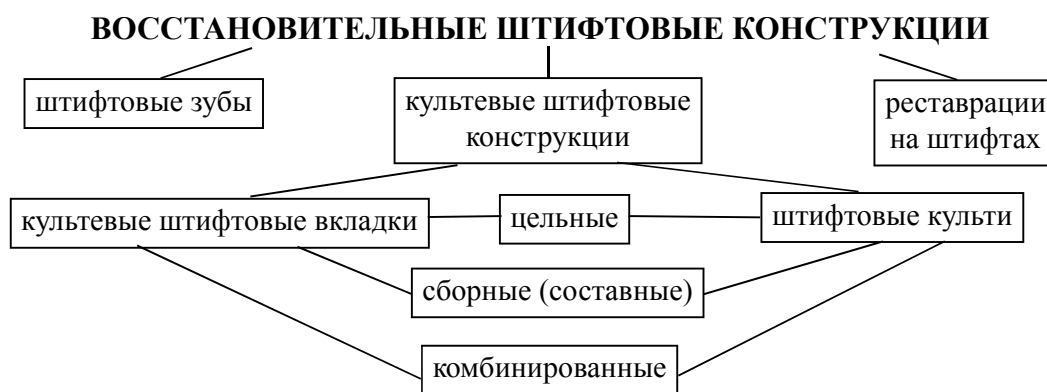 ВОССТАНОВИТЕЛЬНЫЕ ШТИФТОВЫЕ КОНСТРУКЦИИ
штифтовые зубы
культевые штифтовые
конструкции
реставрации
на штифтах
культевые штифтовые вкладки
цельные
штифтовые культи
сборные (составные)
комбинированные